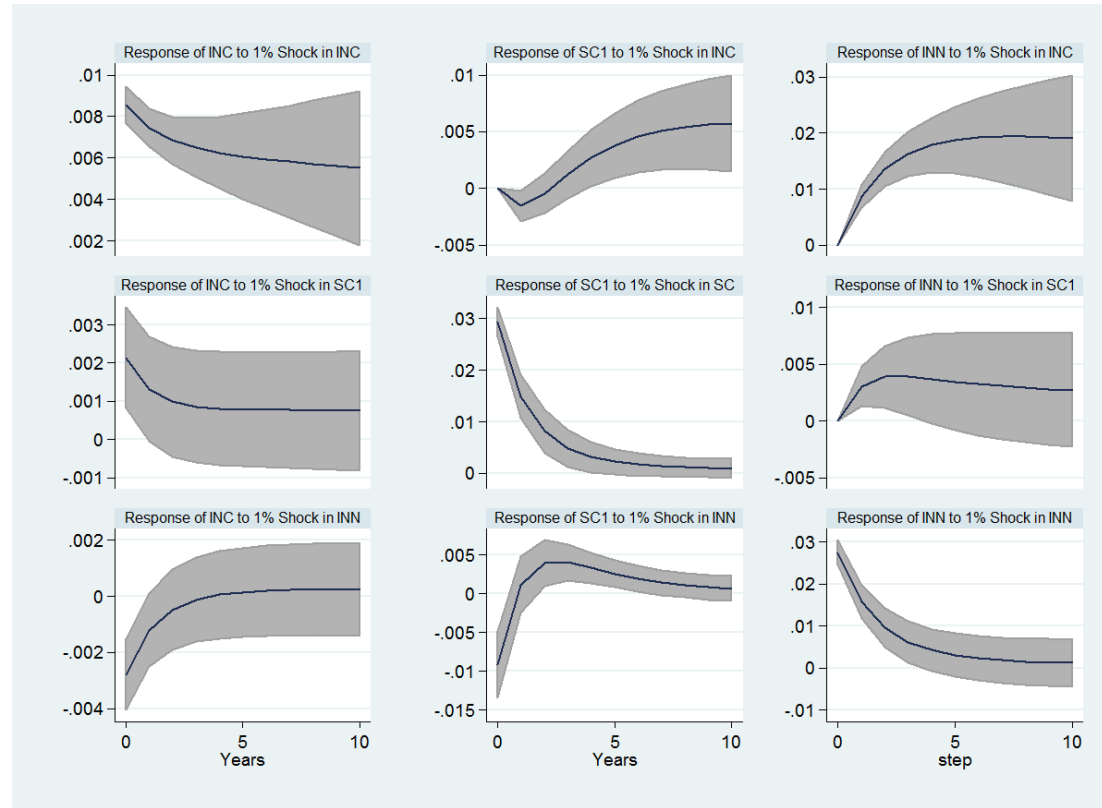 Response of INC to 1% Shock in INC
Response of SC1 to 1% Shock in INC
Response of INN to 1% Shock in INC
.01
.008
.006
.004
.002
.01
.005
0
-.005
.03
.02
.01
0
Response of INC to 1% Shock in SC1
Response of SC1 to 1% Shock in SC
Response of INN to 1% Shock in SC1
.003
.002
.001
0
-.001
.03
.02
.01
0
.01
.005
0
-.005
Response of INC to 1% Shock in INN
Response of SC1 to 1% Shock in INN
Response of INN to 1% Shock in INN
.002
0
-.002
-.004
.005
0
-.005
-.01
-.015
.03
.02
.01
0
-.01
0 5 10
0 5 10
0 5 10
Years
Years
step